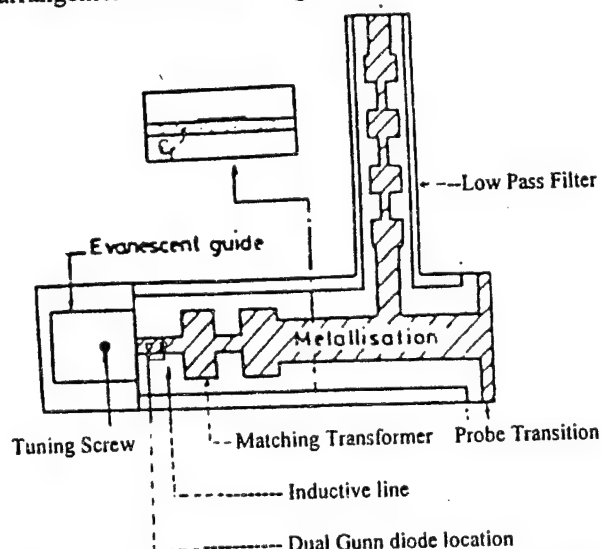 Low Pass Filter
Evanescent guide
Metallisation
Tuning Screw
Matching Transformer
Probe Transition
Inductive line
Dual Gunn diode location